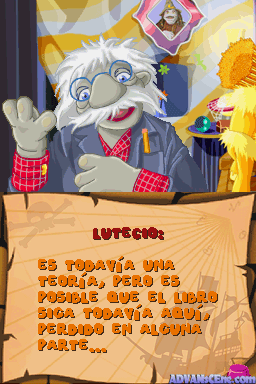 LUTECIO:
ES TODAVÍA UNA
TEORÍA, PERO ES
POSIBLE QUE EL LIBRO
SIGA TODAVÍA AQUÍ,
PERDIDO EN ALGUNA
PARTE...
ADVANsCEne.com